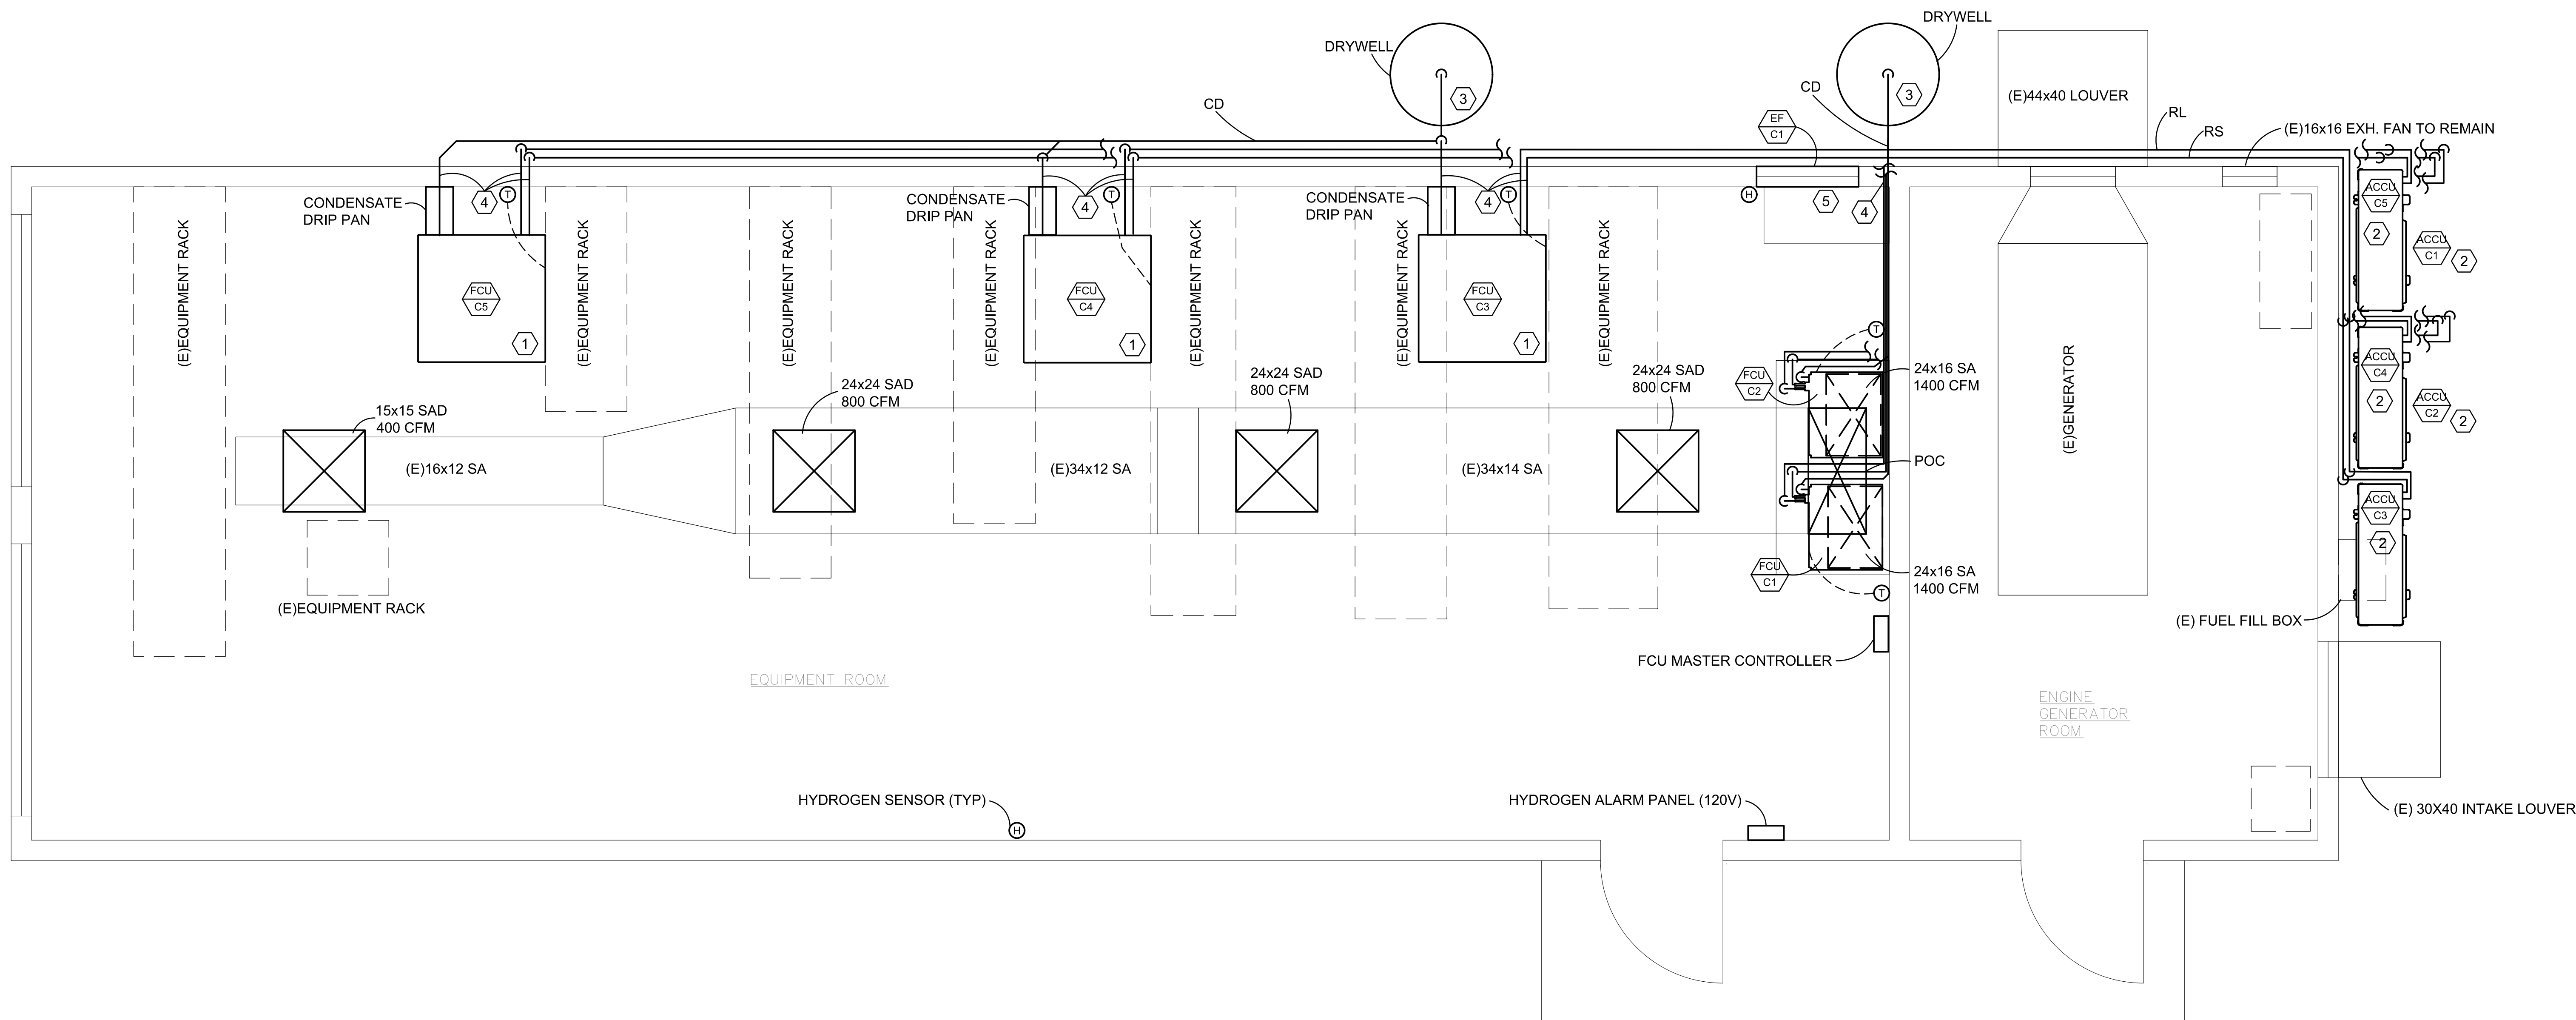 DRYWELL
DRYWELL
3
3
CD
CD
(E)44x40 LOUVER
EF
C1
RL
RS
(E)16x16 EXH. FAN TO REMAIN
CONDENSATE
DRIP PAN
4
T
CONDENSATE
DRIP PAN
4
T
CONDENSATE
DRIP PAN
4
T
H
5
4
ACCU
C5
2
ACCU
C1
2
(E)EQUIPMENT RACK
(E)EQUIPMENT RACK
(E)EQUIPMENT RACK
(E)EQUIPMENT RACK
(E)EQUIPMENT RACK
(E)EQUIPMENT RACK
(E)EQUIPMENT RACK
FCU
C5
1
FCU
C4
1
FCU
C3
1
T
24x16 SA
1400 CFM
(E)GENERATOR
ACCU
C4
2
ACCU
C2
2
15x15 SAD
400 CFM
24x24 SAD
800 CFM
24x24 SAD
800 CFM
24x24 SAD
800 CFM
FCU
C2
(E)16x12 SA
(E)34x12 SA
(E)34x14 SA
POC
ACCU
C3
2
FCU
C1
24x16 SA
1400 CFM
T
(E)EQUIPMENT RACK
(E) FUEL FILL BOX
FCU MASTER CONTROLLER
EQUIPMENT ROOM
ENGINE
GENERATOR
ROOM
HYDROGEN SENSOR (TYP)
H
HYDROGEN ALARM PANEL (120V)
(E) 30X40 INTAKE LOUVER